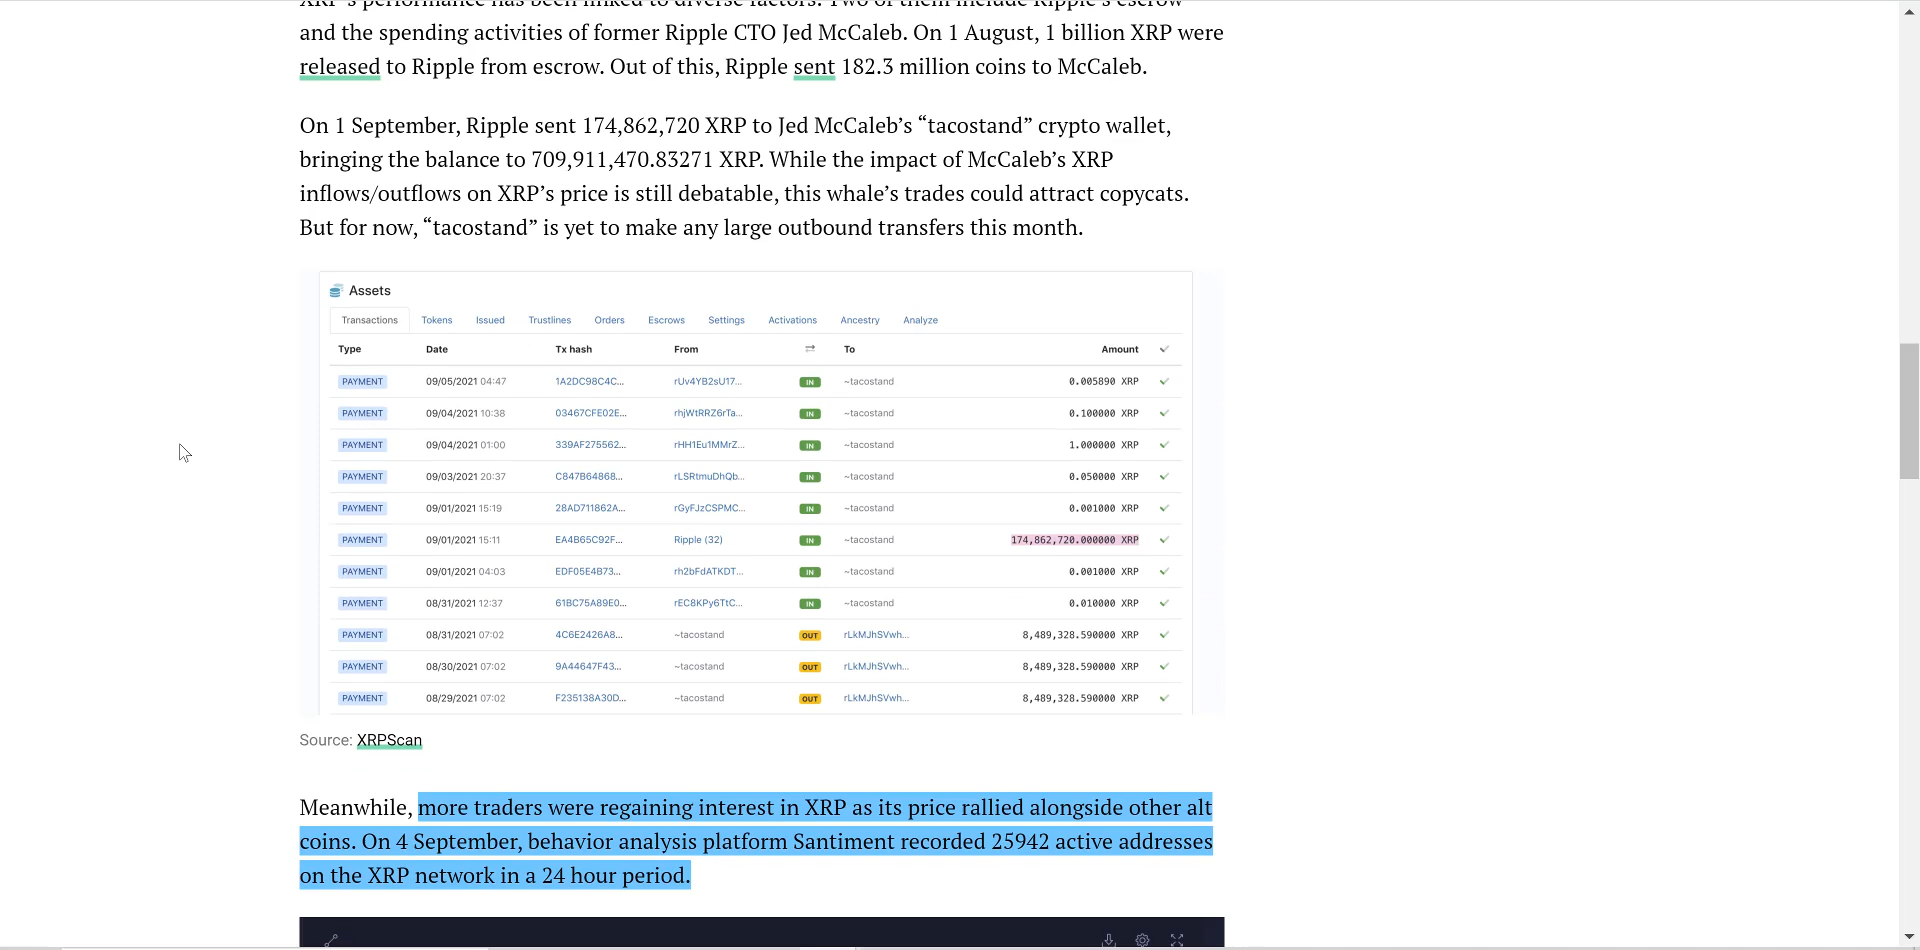 XRP's performance has been linked to diverse factors. Two of them include Ripple's escrow
and the spending activities of former Ripple CTO Jed McCaleb. On 1 August, 1 billion XRP were
released to Ripple from escrow. Out of this, Ripple sent 182.3 million coins to McCaleb.
On 1 September, Ripple sent 174,862,720 XRP to Jed McCaleb’s “tacostand” crypto wallet,
bringing the balance to 709,911,470.83271 XRP. While the impact of McCaleb’s XRP
inflows/outflows on XRP’s price is still debatable, this whale’s trades could attract copycats.
But for now, “tacostand” is yet to make any large outbound transfers this month.
Assets
Transactions Tokens Issued Trustlines Orders Escrows Settings Activations Ancestry Analyze
Type Date Tx hash From To Amount
PAYMENT 09/05/2021 04:47 1A2DC98C4C... rUv4YB2sU17... IN ~tacostand 0.005890 XRP
PAYMENT 09/04/2021 10:38 03467CFE02E... rhjWtRRZ6rTa... IN ~tacostand 0.100000 XRP
PAYMENT 09/04/2021 01:00 339AF275562... rHH1Eu1MMrZ... IN ~tacostand 1.000000 XRP
PAYMENT 09/03/2021 20:37 C847B64868... rLSRtmuDhQb... IN ~tacostand 0.050000 XRP
PAYMENT 09/01/2021 15:19 28AD711862A... rGyFJzCSPMC... IN ~tacostand 0.001000 XRP
PAYMENT 09/01/2021 15:11 EA4B65C92F... Ripple (32) IN ~tacostand 174,862,720.000000 XRP
PAYMENT 09/01/2021 04:03 EDF05E4B73... rh2bFdATKDT... IN ~tacostand 0.001000 XRP
PAYMENT 08/31/2021 12:37 61BC75A89E0... rEC8KPy6TtC... IN ~tacostand 0.010000 XRP
PAYMENT 08/31/2021 07:02 4C6E2426A8... ~tacostand OUT rLkMJhSVwh... 8,489,328.590000 XRP
PAYMENT 08/30/2021 07:02 9A44647F43... ~tacostand OUT rLkMJhSVwh... 8,489,328.590000 XRP
PAYMENT 08/29/2021 07:02 F235138A30D... ~tacostand OUT rLkMJhSVwh... 8,489,328.590000 XRP
Source: XRPScan
Meanwhile, more traders were regaining interest in XRP as its price rallied alongside other alt
coins. On 4 September, behavior analysis platform Santiment recorded 25942 active addresses
on the XRP network in a 24 hour period.